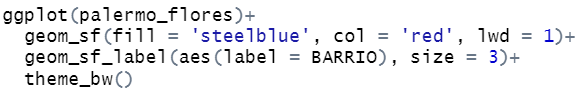 ggplot(palermo_flores)+
  geom_sf(fill = 'steelblue', col = 'red', lwd = 1)+
  geom_sf_label(aes(label = BARRIO), size = 3)+
  theme_bw()